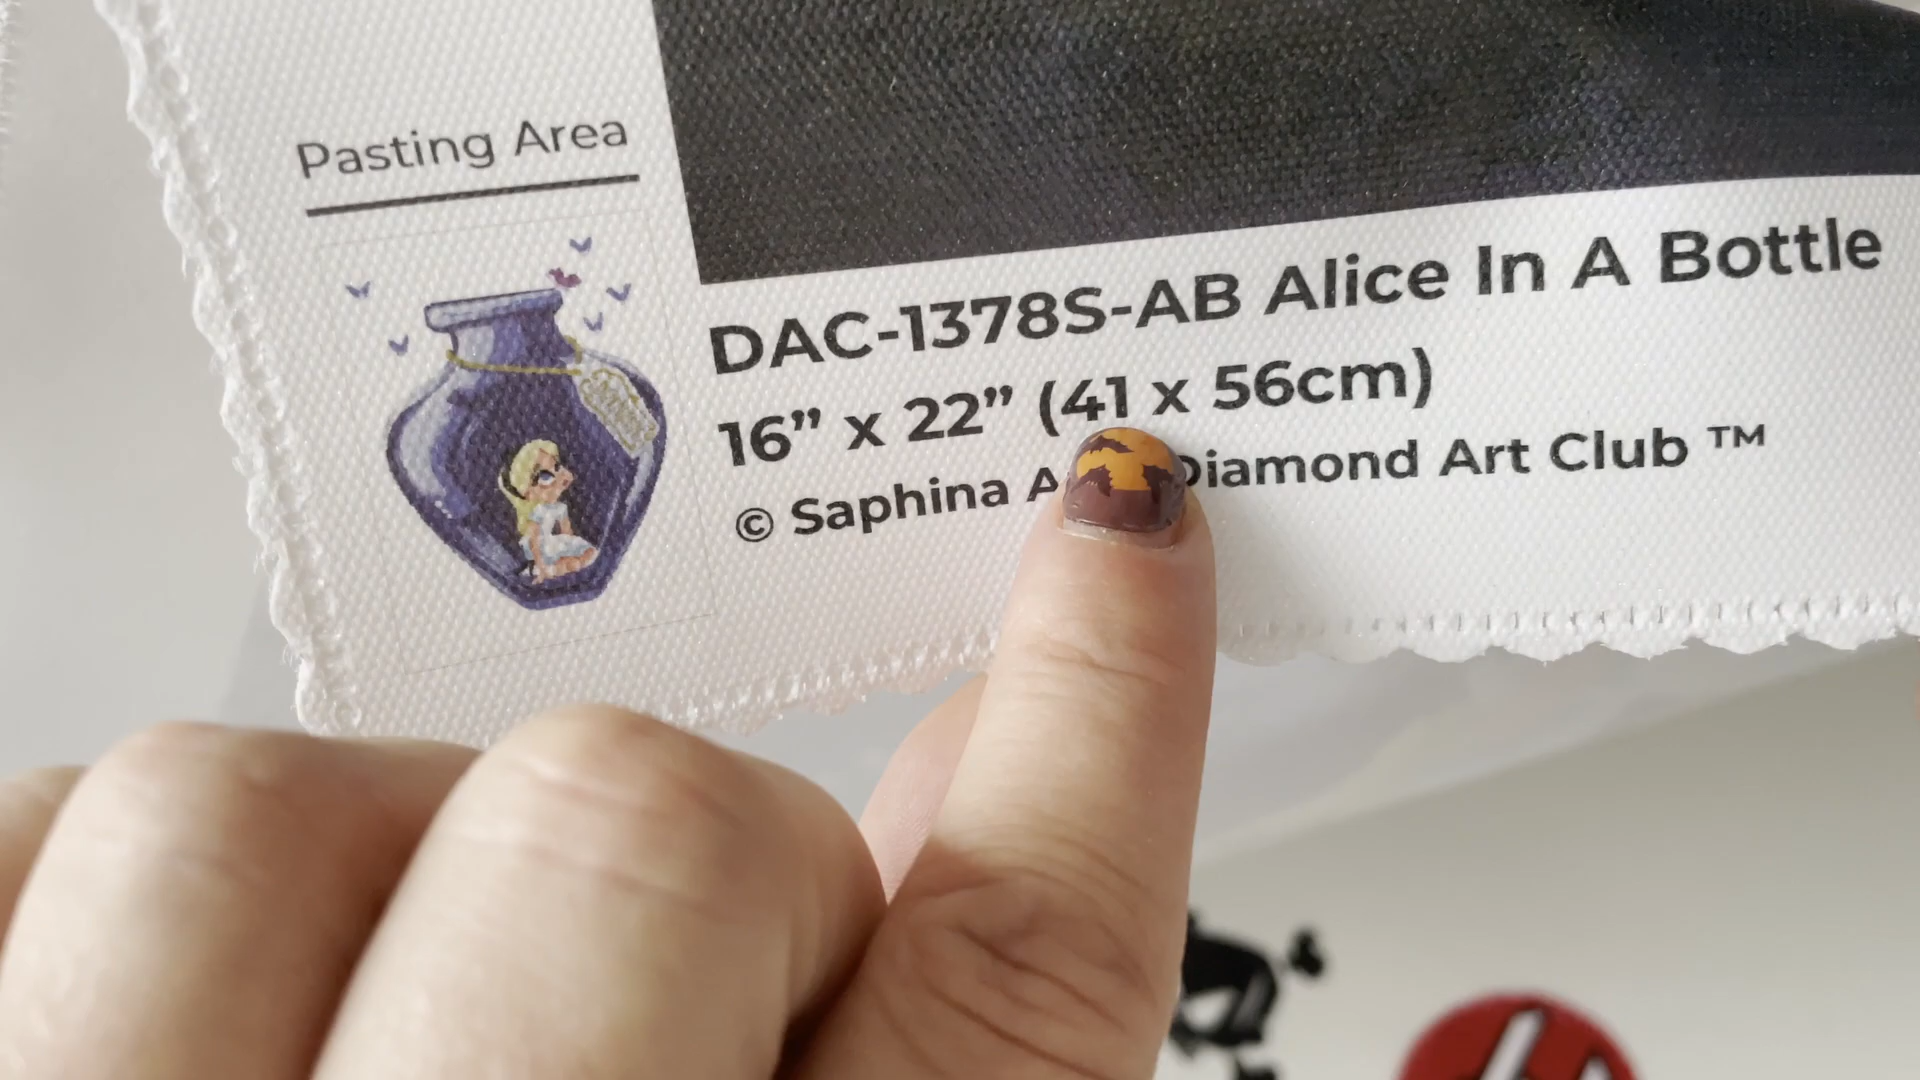 Pasting Area
DAC-1378S-AB Alice In A Bottle
16” x 22” (41 x 56cm)
© Saphina Diamond Art Club ™